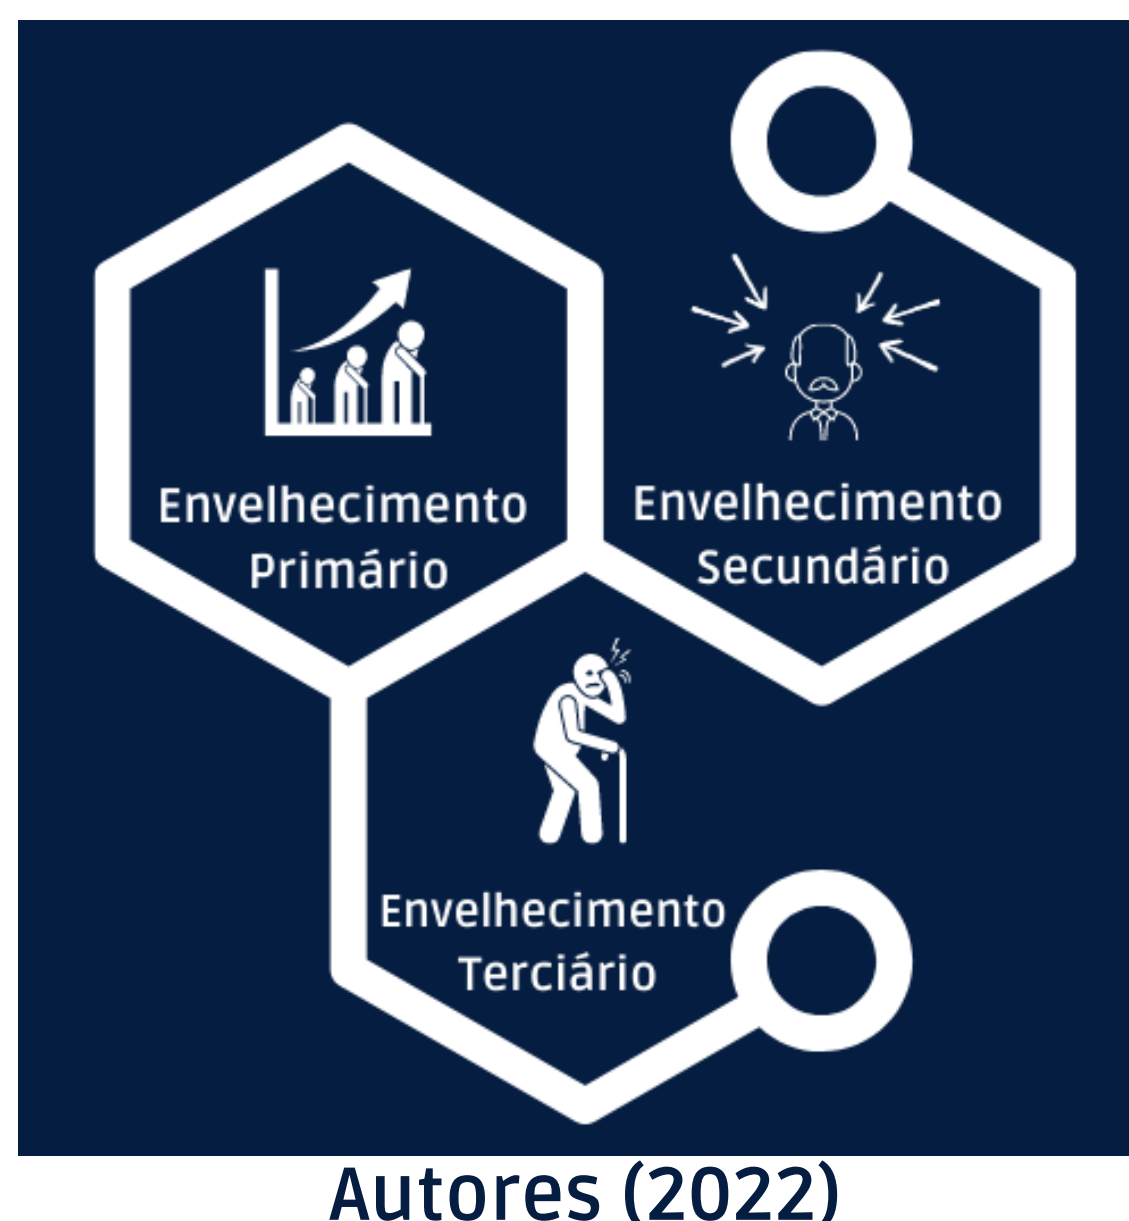 Envelhecimento
Primário
Envelhecimento
Secundário
Envelhecimento
Terciário
Autores (2022)